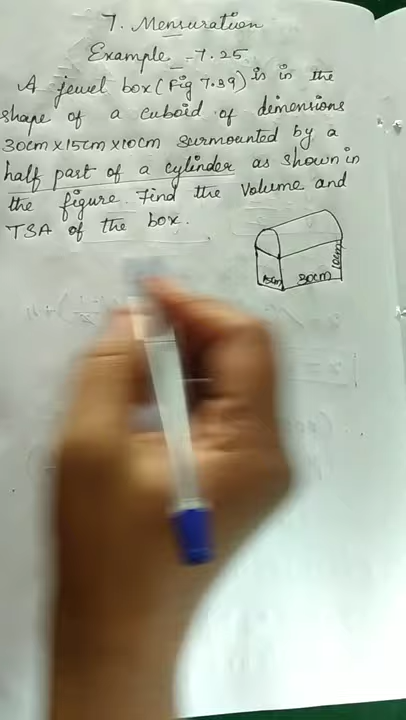 7. Mensuration
Example - 7.25
A jewel box (Fig 7.39) is in the
shape of a cuboid of dimensions
30cm x 15cm x 10cm surmounted by a
half part of a cylinder as shown in
the figure. Find the Volume and
TSA of the box.
15cm 30cm 10cm